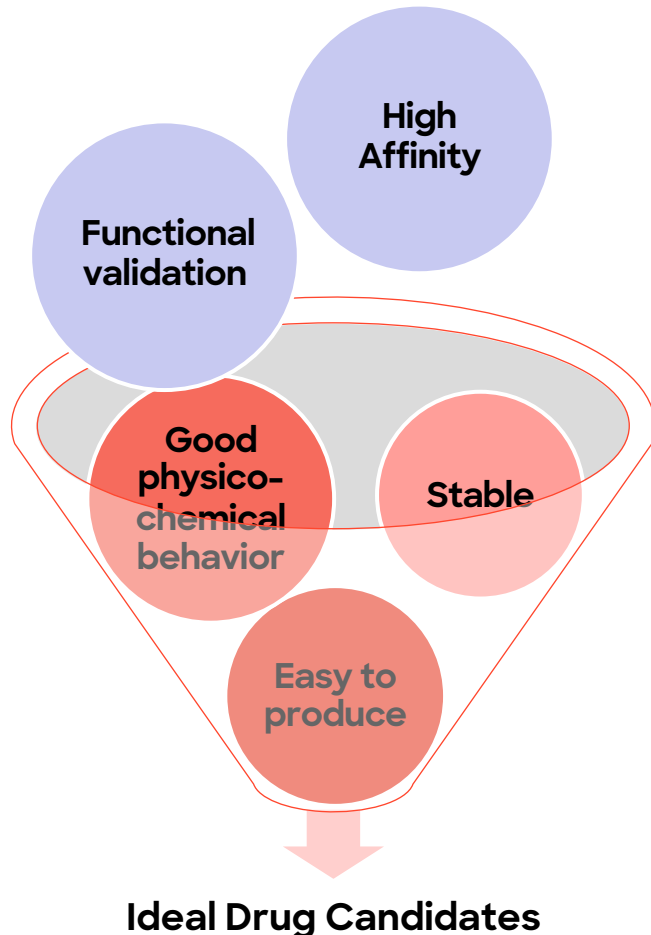 High
Affinity
Functional
validation
Good
physico-
chemical
behavior
Stable
Easy to
produce
Ideal Drug Candidates